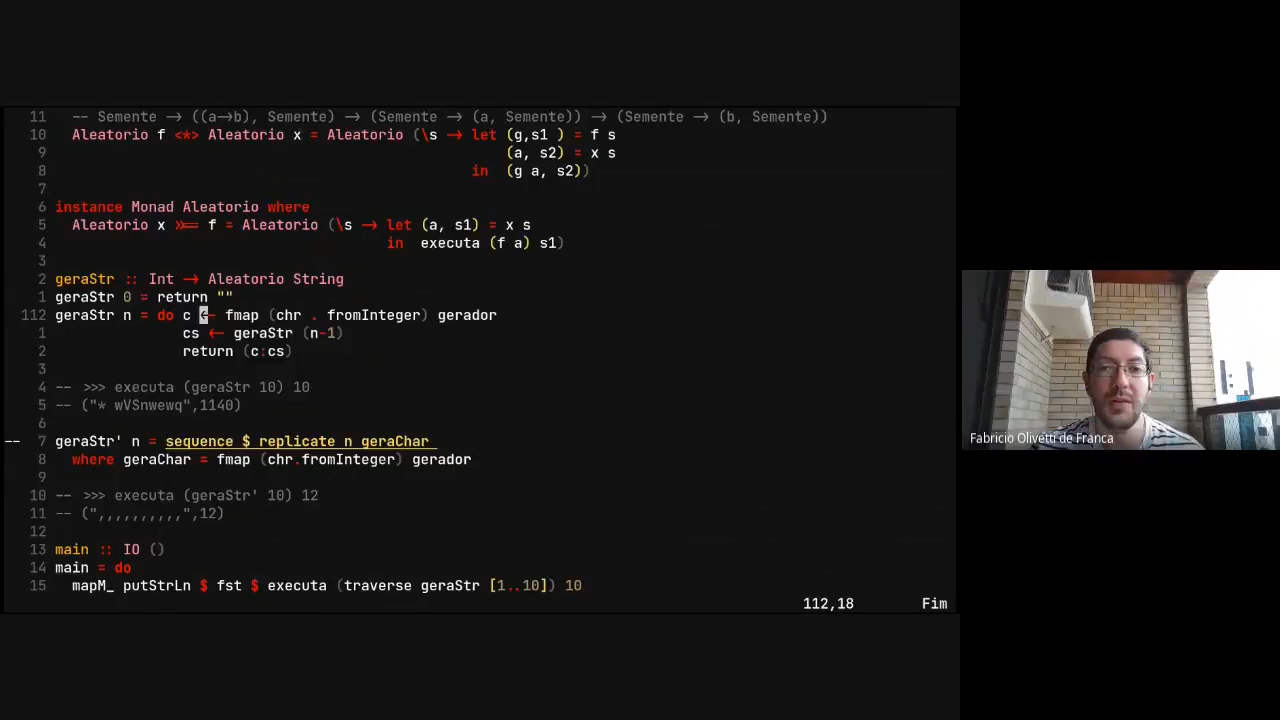 11 -- Semente → ((a→b), Semente) → (Semente → (a, Semente)) → (Semente → (b, Semente))
10 Aleatorio f <*> Aleatorio x = Aleatorio (\s → let (g,s1 ) = f s
9 (a, s2) = x s
8 in (g a, s2))
7
6 instance Monad Aleatorio where
5 Aleatorio x >>= f = Aleatorio (\s → let (a, s1) = x s
4 in executa (f a) s1)
3
2 geraStr :: Int → Aleatorio String
1 geraStr 0 = return ""
112 geraStr n = do c ← fmap (chr . fromInteger) gerador
1 cs ← geraStr (n-1)
2 return (c:cs)
3
4 -- >>> executa (geraStr 10) 10
5 -- ("* wVSnwewq",1140)
6
-- 7 geraStr' n = sequence $ replicate n geraChar
8 where geraChar = fmap (chr.fromInteger) gerador
9
10 -- >>> executa (geraStr' 10) 12
11 -- (",,,,,,,,,,",12)
12
13 main :: IO ()
14 main = do
15 mapM_ putStrLn $ fst $ executa (traverse geraStr [1..10]) 10
112,18 Fim
Fabricio Olivetti de Franca